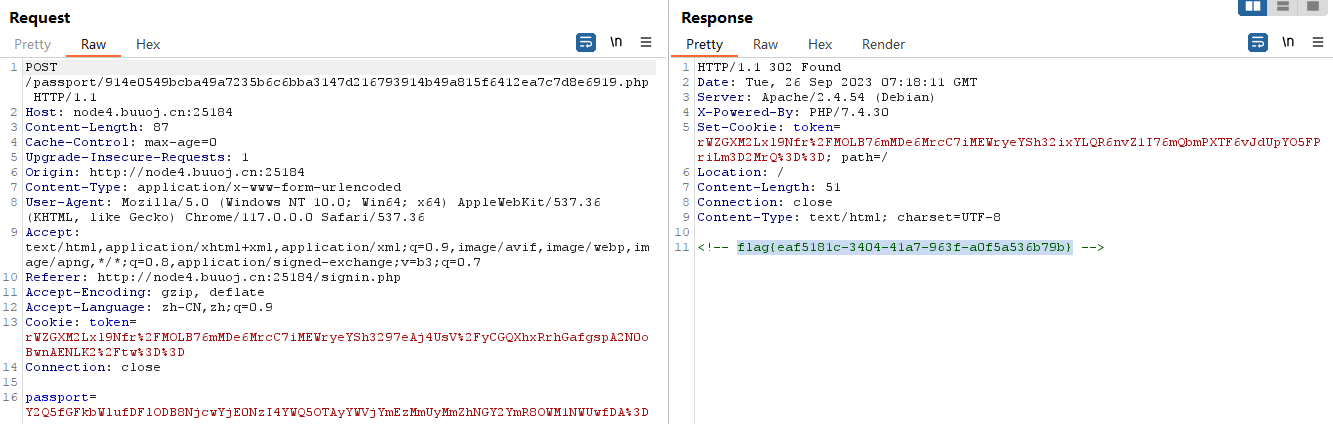 Request
Pretty Raw Hex \n
1 POST
/passport/914e0549bcba49a7235b6c6bba3147d216793914b49a815f6412ea7c7d8e6919.php
HTTP/1.1
2 Host: node4.buuoj.cn:25184
3 Content-Length: 87
4 Cache-Control: max-age=0
5 Upgrade-Insecure-Requests: 1
6 Origin: http://node4.buuoj.cn:25184
7 Content-Type: application/x-www-form-urlencoded
8 User-Agent: Mozilla/5.0 (Windows NT 10.0; Win64; x64) AppleWebKit/537.36
(KHTML, like Gecko) Chrome/117.0.0.0 Safari/537.36
9 Accept:
text/html,application/xhtml+xml,application/xml;q=0.9,image/avif,image/webp,im
age/apng,*/*;q=0.8,application/signed-exchange;v=b3;q=0.7
10 Referer: http://node4.buuoj.cn:25184/signin.php
11 Accept-Encoding: gzip, deflate
12 Accept-Language: zh-CN,zh;q=0.9
13 Cookie: token=
rWZGXM2Lxl9Nfr%2FMOLB76mMDe6MrcC7iMEWryeYSh3297eAj4UsV%2FyCGQXhxRrhGafgspA2NOo
BwnAENLK2%2Ftw%3D%3D
14 Connection: close
15
16 passport=
Y2Q5fGFkbWlufDF1ODB8NjcwYjE0NzI4YWQ5OTAyYWVjYmEzMmUyMmZhNGY2YmR8OWM1NWUwfDA%3D
Response
Pretty Raw Hex Render \n
1 HTTP/1.1 302 Found
2 Date: Tue, 26 Sep 2023 07:18:11 GMT
3 Server: Apache/2.4.54 (Debian)
4 X-Powered-By: PHP/7.4.30
5 Set-Cookie: token=
rWZGXM2Lxl9Nfr%2FMOLB76mMDe6MrcC7iMEWryeYSh32ixYLQR6nvZ1I76mQbmPXTF6vJdUpYO5FP
riLm3D2MrQ%3D%3D; path=/
6 Location: /
7 Content-Length: 51
8 Connection: close
9 Content-Type: text/html; charset=UTF-8
10
11 <!-- flag{eaf5181c-3404-41a7-963f-a0f5a536b79b} -->